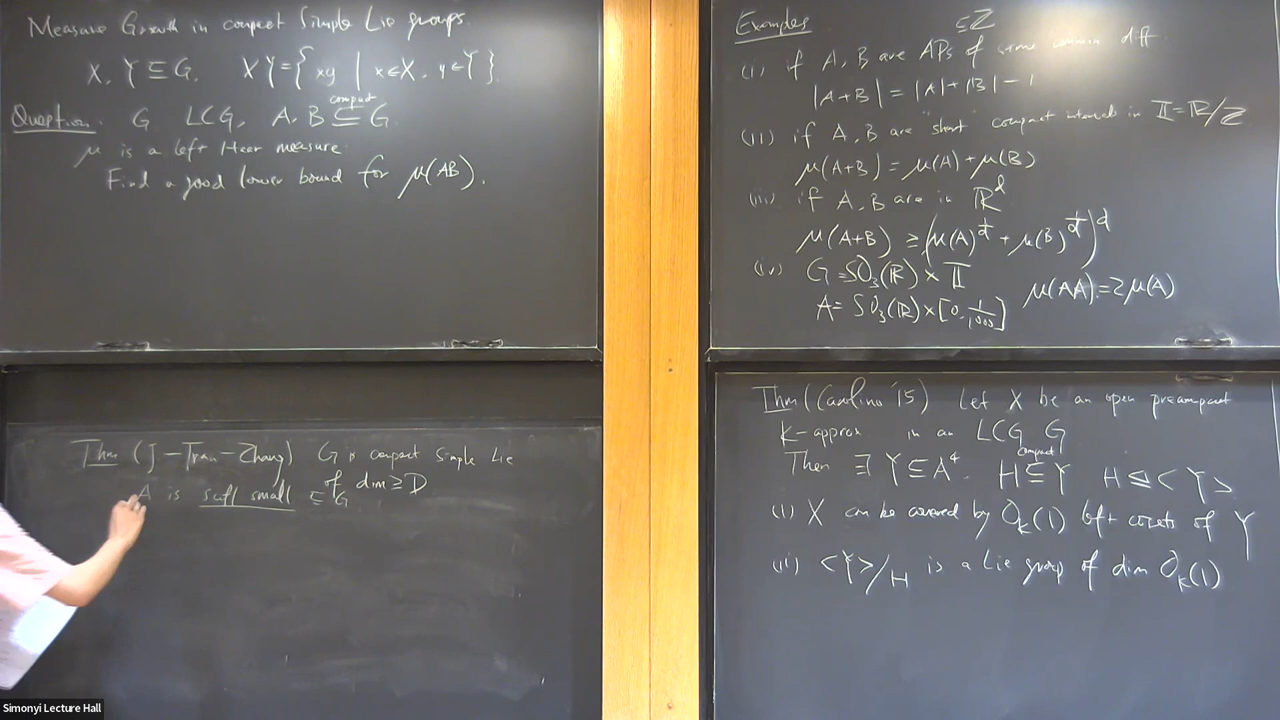 Measure Growth in compact Simple Lie groups.
X, Y ⊆ G. XY = { xy | x∈X, y∈Y }.
Question. G LCG, A, B ⊆ G.
compact
μ is a left Haar measure.
Find a good lower bound for μ(AB).
Thm (J-Tran-Zhang) G is compact simple Lie
of dim ≥ D
A is suff small ⊆ G
Examples ⊆ Z
(i) if A, B are APs of same common diff
|A+B| = |A|+|B|-1
(ii) if A, B are "short" compact intervals in 𝕋=ℝ/Z
μ(A+B) = μ(A)+μ(B)
(iii) if A, B are in ℝ^d
μ(A+B) ≥ (μ(A)^{1/d} + μ(B)^{1/d})^d
(iv) G=SO₃(ℝ) × 𝕋
A= SO₃(ℝ)×[0, 1/1000] μ(AA)=2μ(A)
Thm (Carolino '15) Let X be an open precompact
K-approx in an LCG G
Then ∃ Y⊆A⁴, H ⊆ Y H ⊴ <Y>
compact
(i) X can be covered by O_K(1) left cosets of Y
(ii) <Y>/H is a Lie group of dim O_K(1)
Simonyi Lecture Hall